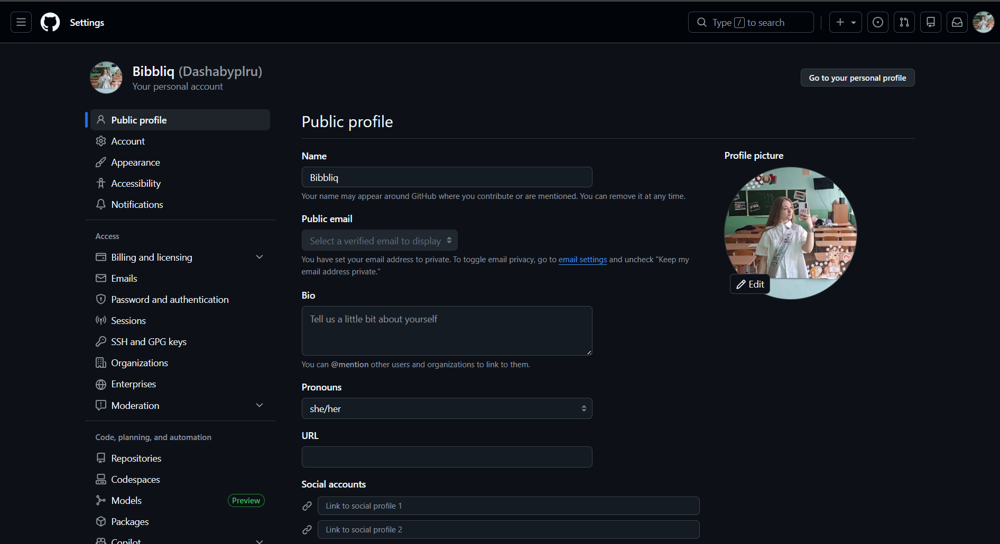 Settings
Type / to search
Bibbliq (Dashabyplru)
Your personal account
Go to your personal profile
Public profile
Account
Appearance
Accessibility
Notifications
Access
Billing and licensing
Emails
Password and authentication
Sessions
SSH and GPG keys
Organizations
Enterprises
Moderation
Code, planning, and automation
Repositories
Codespaces
Models Preview
Packages
Copilot
Public profile
Name
Bibbliq
Your name may appear around GitHub where you contribute or are mentioned. You can remove it at any time.
Public email
Select a verified email to display
You have set your email address to private. To toggle email privacy, go to email settings and uncheck "Keep my
email address private."
Bio
Tell us a little bit about yourself
You can @mention other users and organizations to link to them.
Pronouns
she/her
URL
Social accounts
Link to social profile 1
Link to social profile 2
Profile picture
Edit